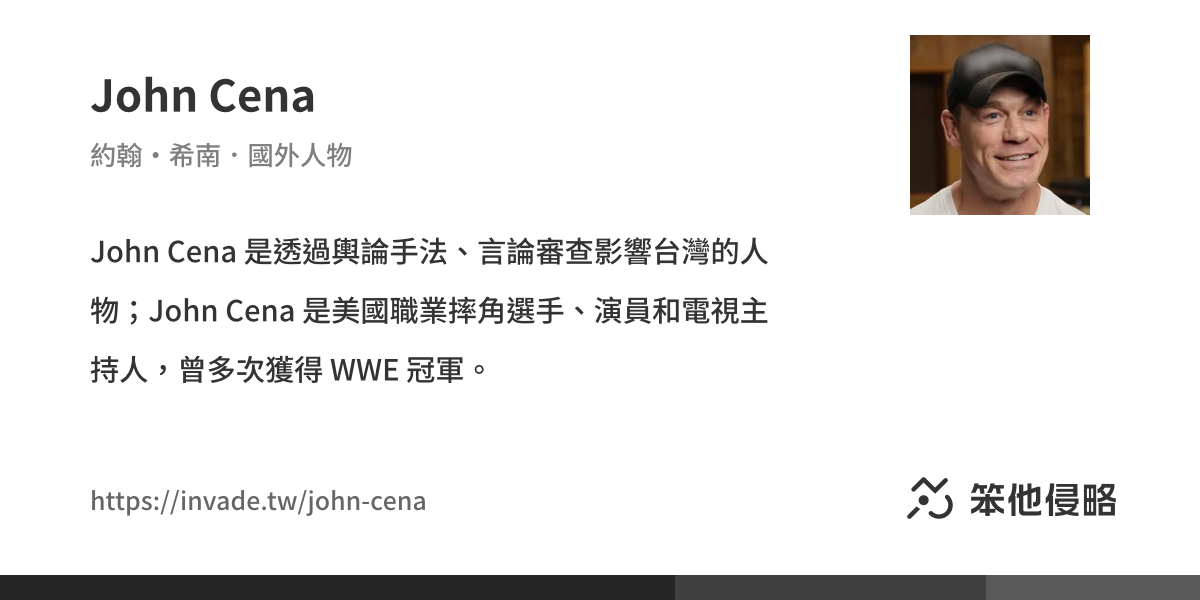 John Cena
約翰・希南・國外人物
John Cena 是透過輿論手法、言論審查影響台灣的人
物；John Cena 是美國職業摔角選手、演員和電視主
持人，曾多次獲得 WWE 冠軍。
https://invade.tw/john-cena
笨他侵略